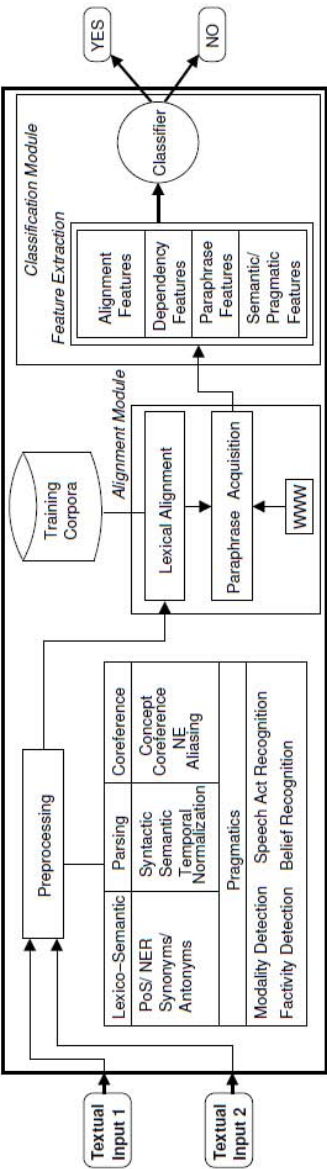 Textual
Input 1
Textual
Input 2
Preprocessing
Lexico−Semantic
PoS/ NER
Synonyms/
Antonyms
Parsing
Syntactic
Semantic
Temporal
Normalization
Coreference
Concept
Coreference
NE
Aliasing
Pragmatics
Modality Detection
Speech Act Recognition
Factivity Detection
Belief Recognition
Training
Corpora
Alignment Module
Lexical Alignment
Paraphrase Acquisition
WWW
Classification Module
Feature Extraction
Alignment
Features
Dependency
Features
Paraphrase
Features
Semantic/
Pragmatic
Features
Classifier
YES
NO